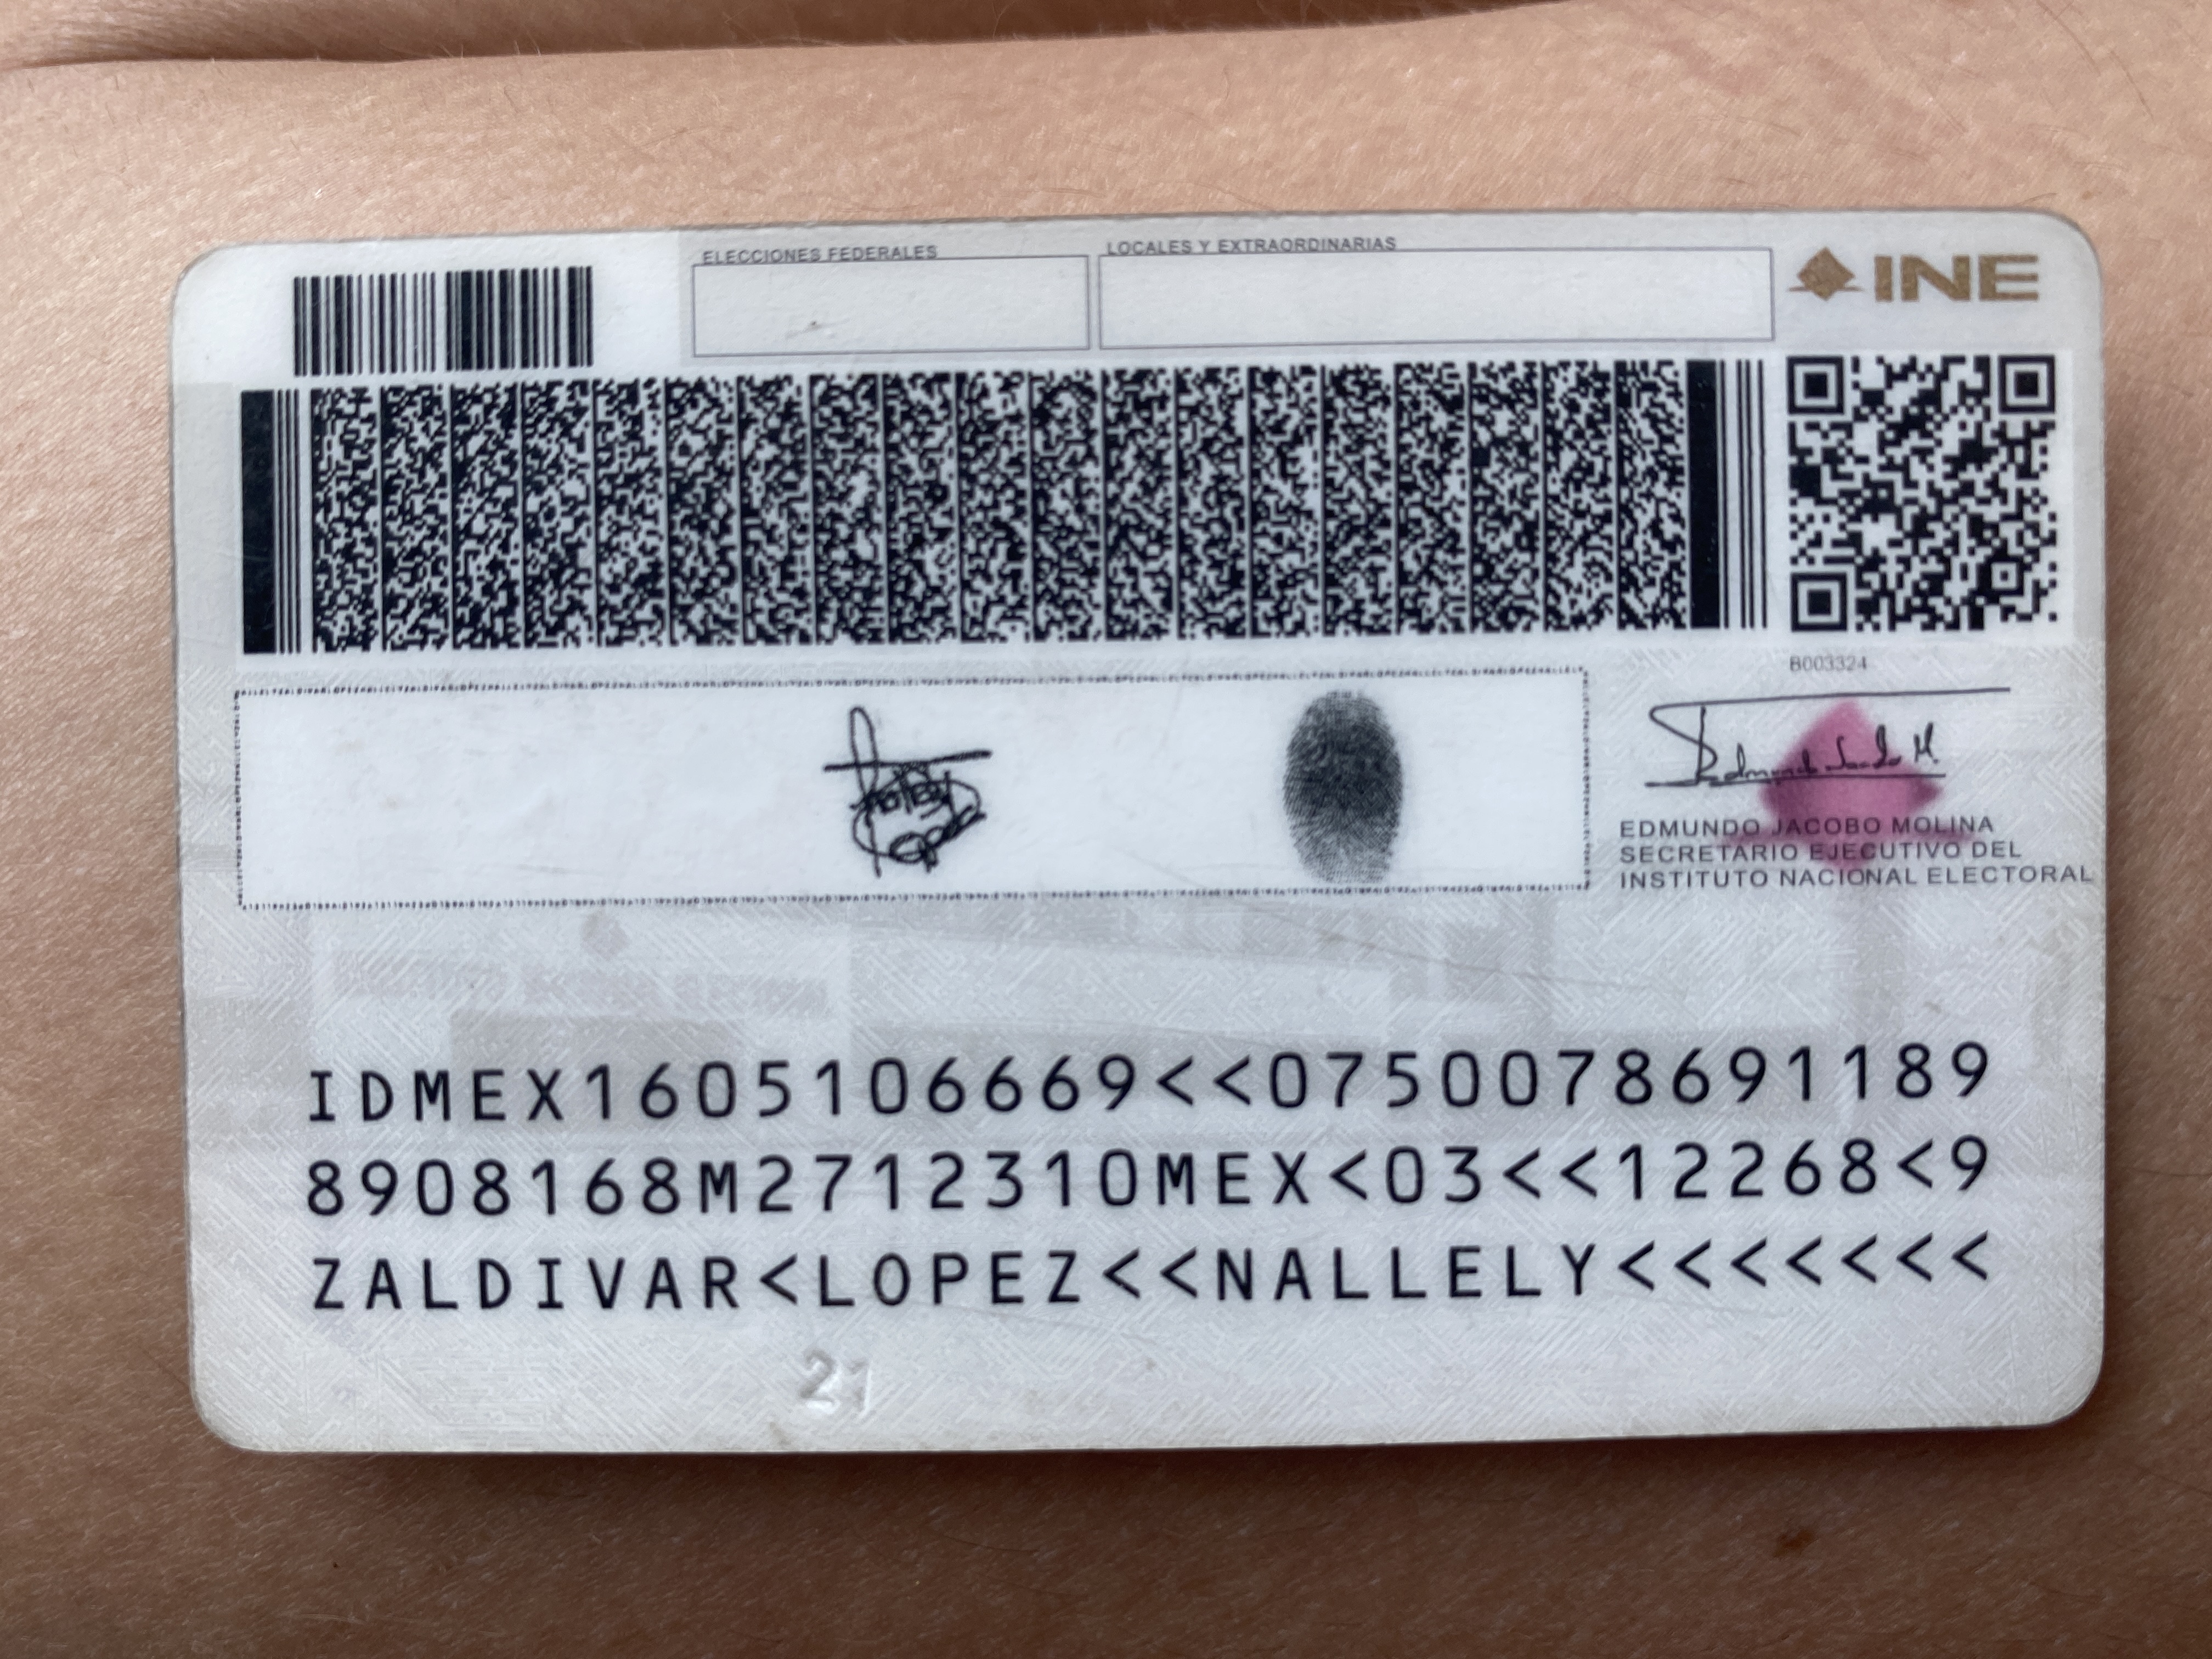 ELECCIONES FEDERALES
LOCALES Y EXTRAORDINARIAS
INE
B003324
EDMUNDO JACOBO MOLINA
SECRETARIO EJECUTIVO DEL
INSTITUTO NACIONAL ELECTORAL
IDMEX1605106669<<0750078691189
8908168M2712310MEX<03<<12268<9
ZALDIVAR<LOPEZ<<NALLELY<<<<<<<
21